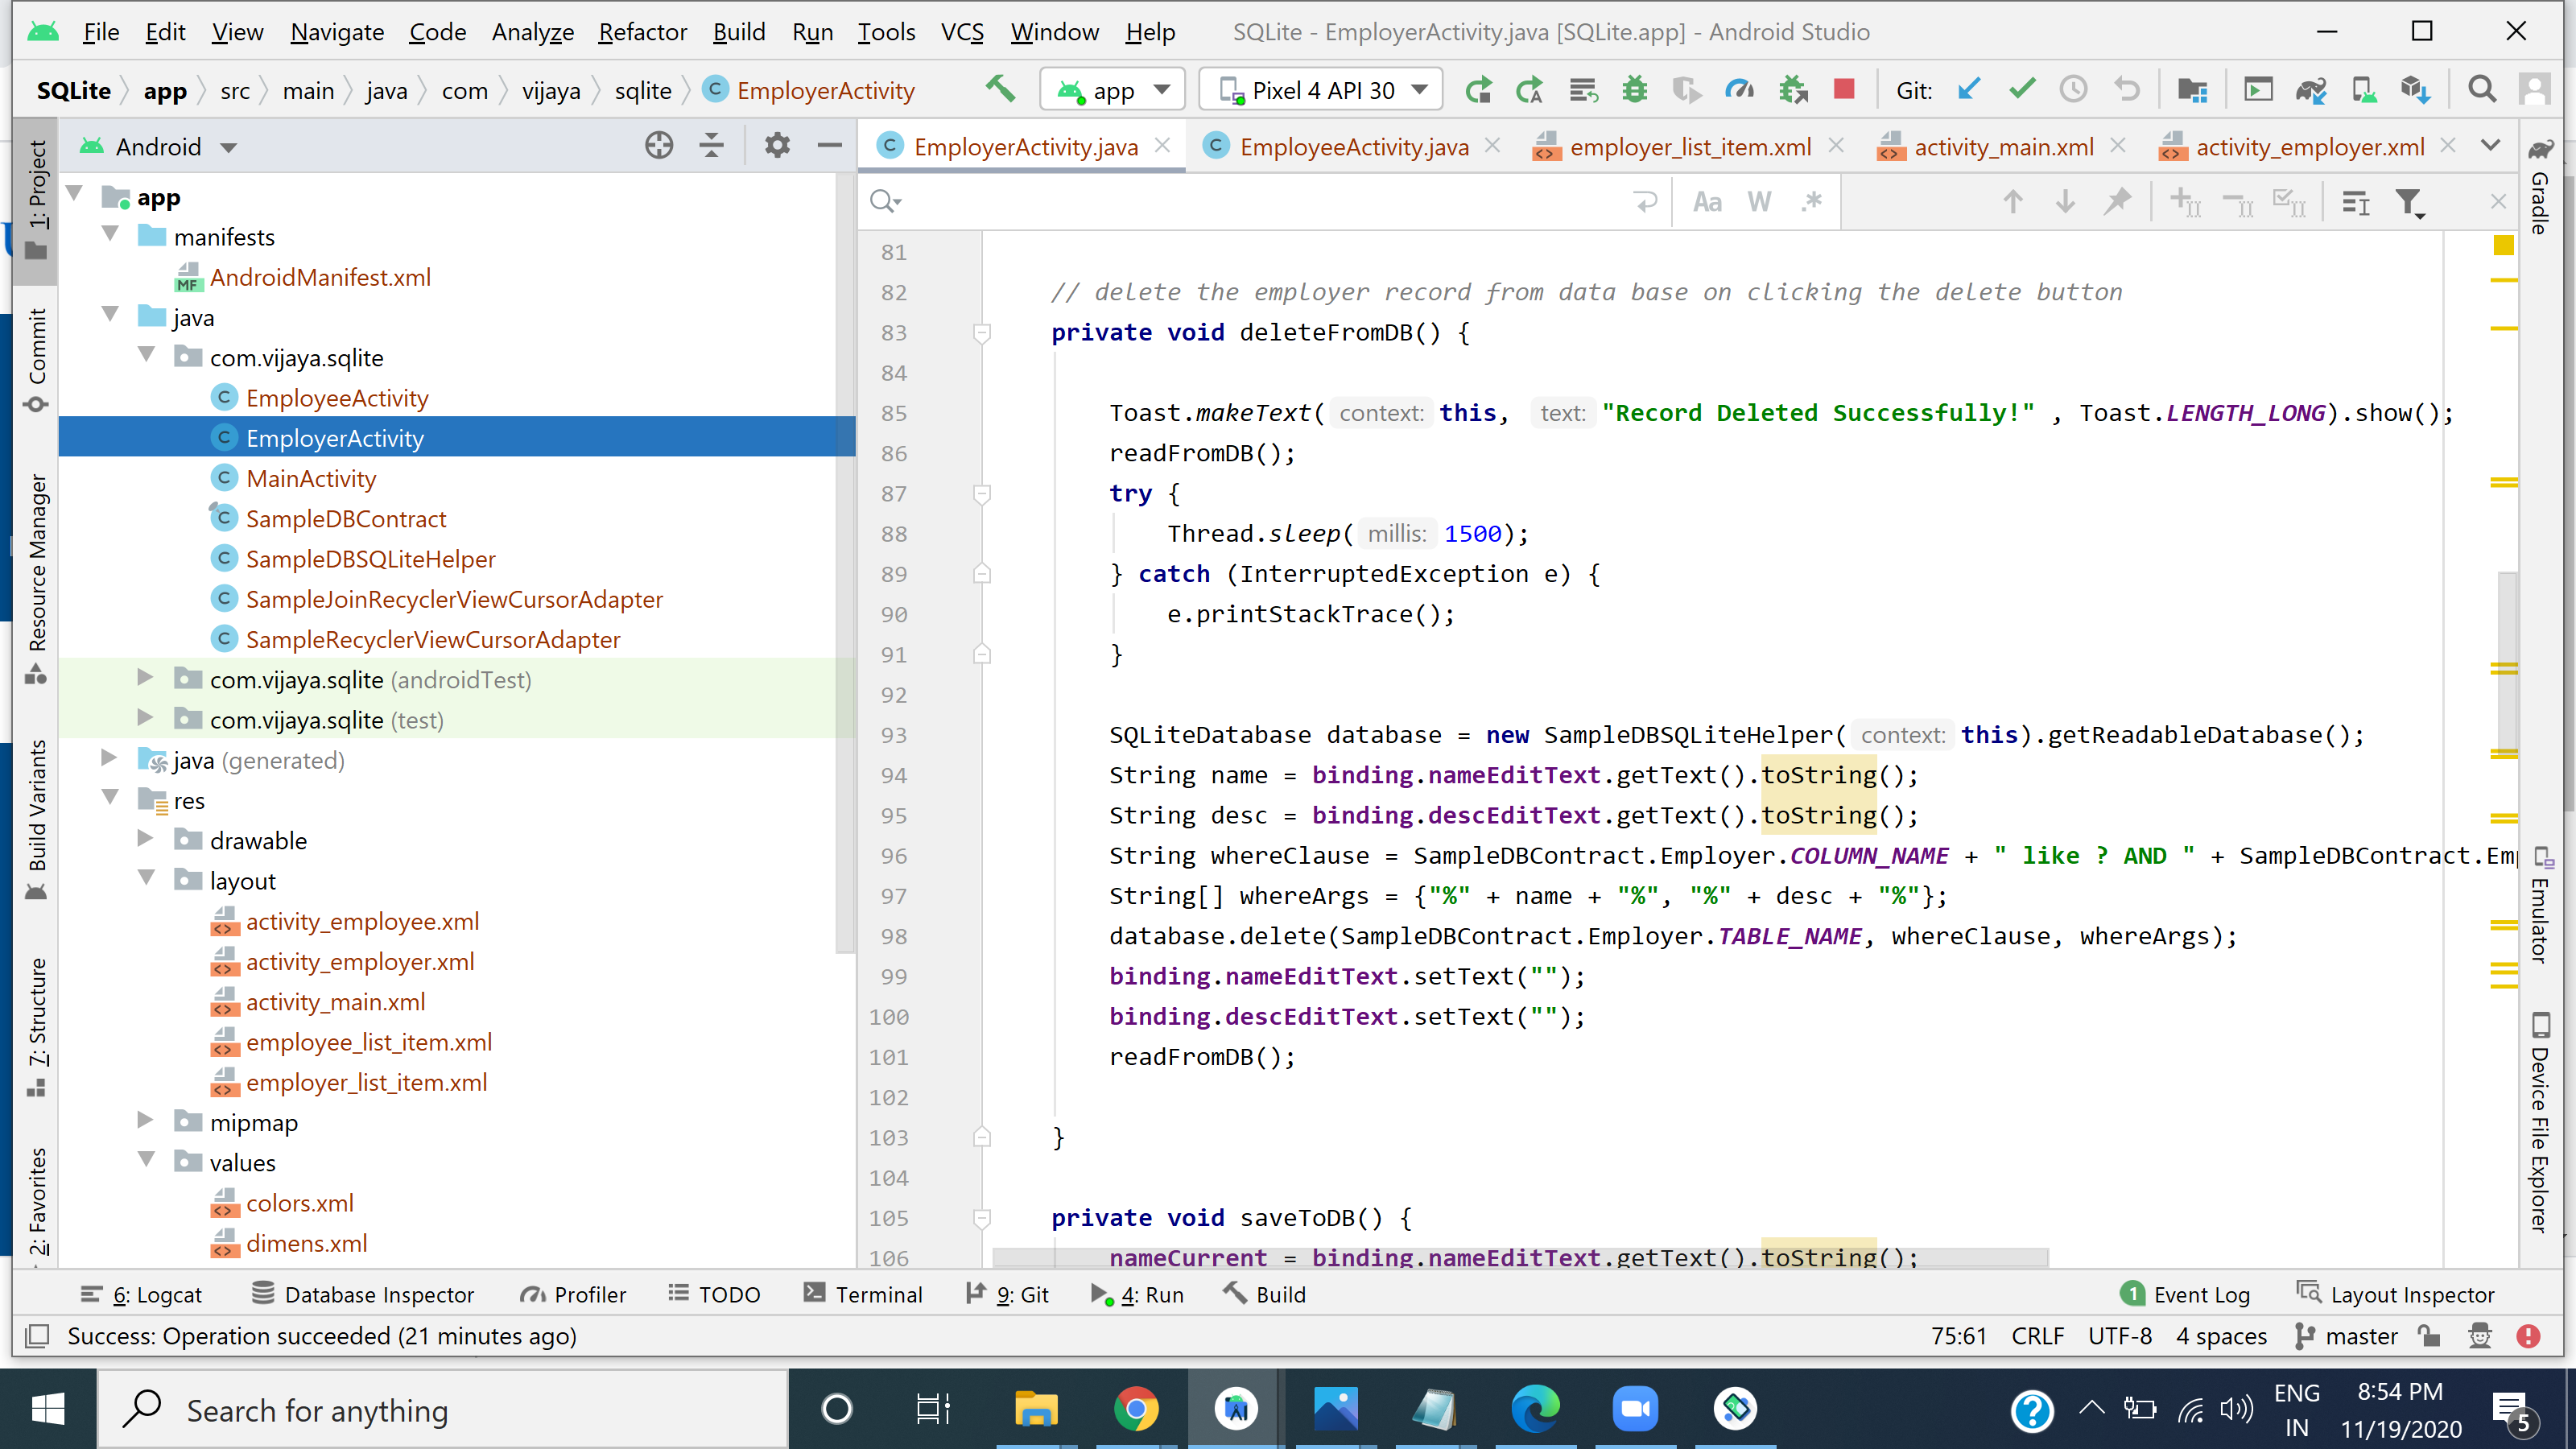 File Edit View Navigate Code Analyze Refactor Build Run Tools VCS Window Help SQLite - EmployerActivity.java [SQLite.app] - Android Studio
SQLite app src main java com vijaya sqlite C EmployerActivity app Pixel 4 API 30 Git:
Android
EmployerActivity.java EmployeeActivity.java employer_list_item.xml activity_main.xml activity_employer.xml
Aa W .*
1: Project
Commit
Resource Manager
Build Variants
7: Structure
2: Favorites
app
manifests
MF AndroidManifest.xml
java
com.vijaya.sqlite
C EmployeeActivity
C EmployerActivity
C MainActivity
C SampleDBContract
C SampleDBSQLiteHelper
C SampleJoinRecyclerViewCursorAdapter
C SampleRecyclerViewCursorAdapter
com.vijaya.sqlite (androidTest)
com.vijaya.sqlite (test)
java (generated)
res
drawable
layout
activity_employee.xml
activity_employer.xml
activity_main.xml
employee_list_item.xml
employer_list_item.xml
mipmap
values
colors.xml
dimens.xml
81
82 // delete the employer record from data base on clicking the delete button
83 private void deleteFromDB() {
84
85 Toast.makeText( context: this, text: "Record Deleted Successfully!" , Toast.LENGTH_LONG).show();
86 readFromDB();
87 try {
88 Thread.sleep( millis: 1500);
89 } catch (InterruptedException e) {
90 e.printStackTrace();
91 }
92
93 SQLiteDatabase database = new SampleDBSQLiteHelper( context: this).getReadableDatabase();
94 String name = binding.nameEditText.getText().toString();
95 String desc = binding.descEditText.getText().toString();
96 String whereClause = SampleDBContract.Employer.COLUMN_NAME + " like ? AND " + SampleDBContract.Em
97 String[] whereArgs = {"%" + name + "%", "%" + desc + "%"};
98 database.delete(SampleDBContract.Employer.TABLE_NAME, whereClause, whereArgs);
99 binding.nameEditText.setText("");
100 binding.descEditText.setText("");
101 readFromDB();
102
103 }
104
105 private void saveToDB() {
106 nameCurrent = binding.nameEditText.getText().toString();
Gradle
Emulator
Device File Explorer
6: Logcat Database Inspector Profiler TODO Terminal 9: Git 4: Run Build 1 Event Log Layout Inspector
Success: Operation succeeded (21 minutes ago) 75:61 CRLF UTF-8 4 spaces master
Search for anything
ENG
IN
8:54 PM
11/19/2020
5